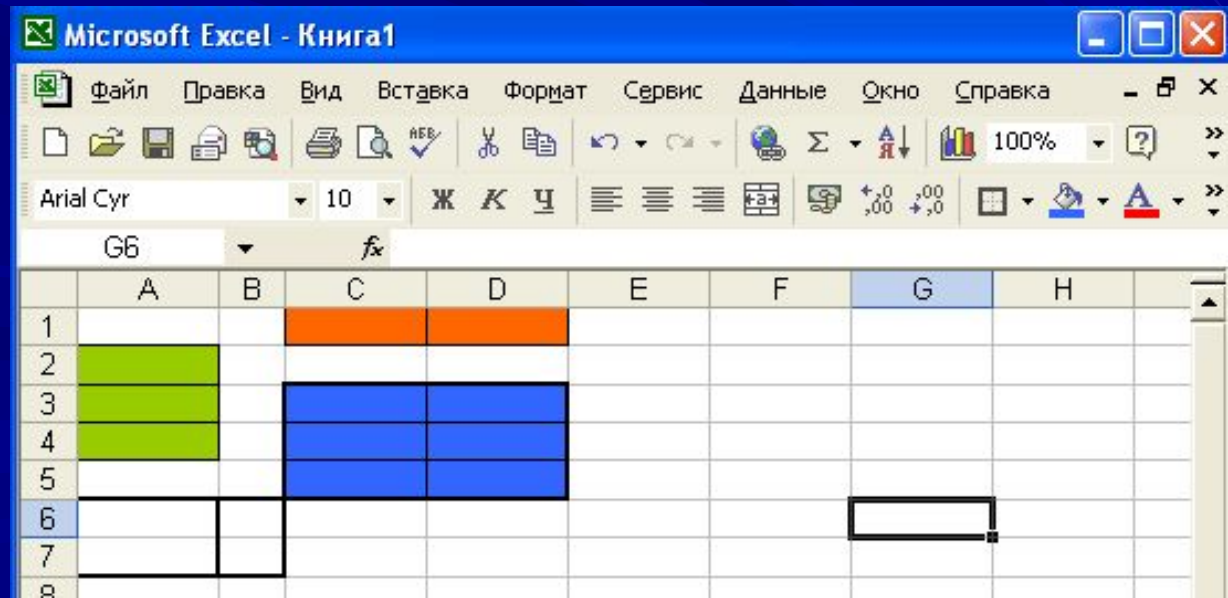 Microsoft Excel - Книга1
Файл Правка Вид Вставка Формат Сервис Данные Окно Справка
100%
Arial Cyr 10 Ж К Ч
G6 fx
A B C D E F G H
1
2
3
4
5
6
7
8